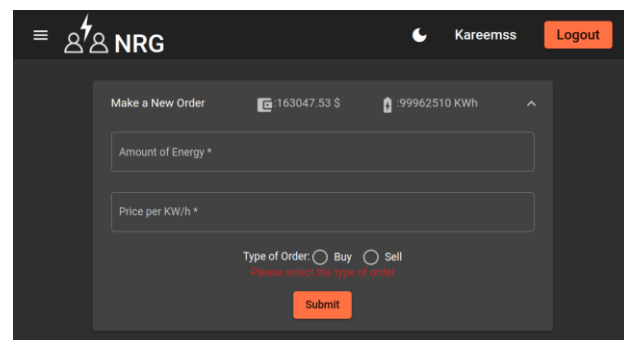 NRG
Kareemss
Logout
Make a New Order
:163047.53 $
:99962510 KWh
Amount of Energy *
Price per KW/h *
Type of Order: Buy Sell
Please select the type of order
Submit